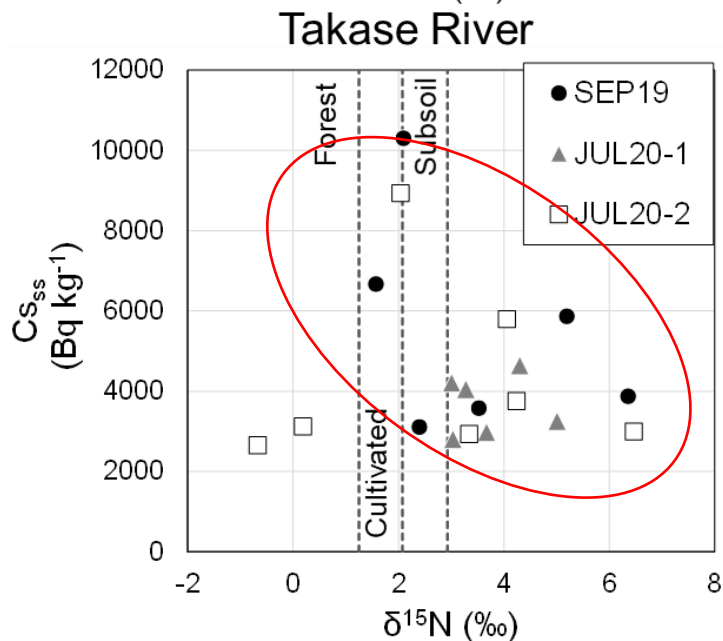 Takase River
12000
10000
8000
6000
4000
2000
0
Cs_ss
(Bq kg⁻¹)
Forest
Cultivated
Subsoil
SEP19
JUL20-1
JUL20-2
-2 0 2 4 6 8
δ¹⁵N (‰)